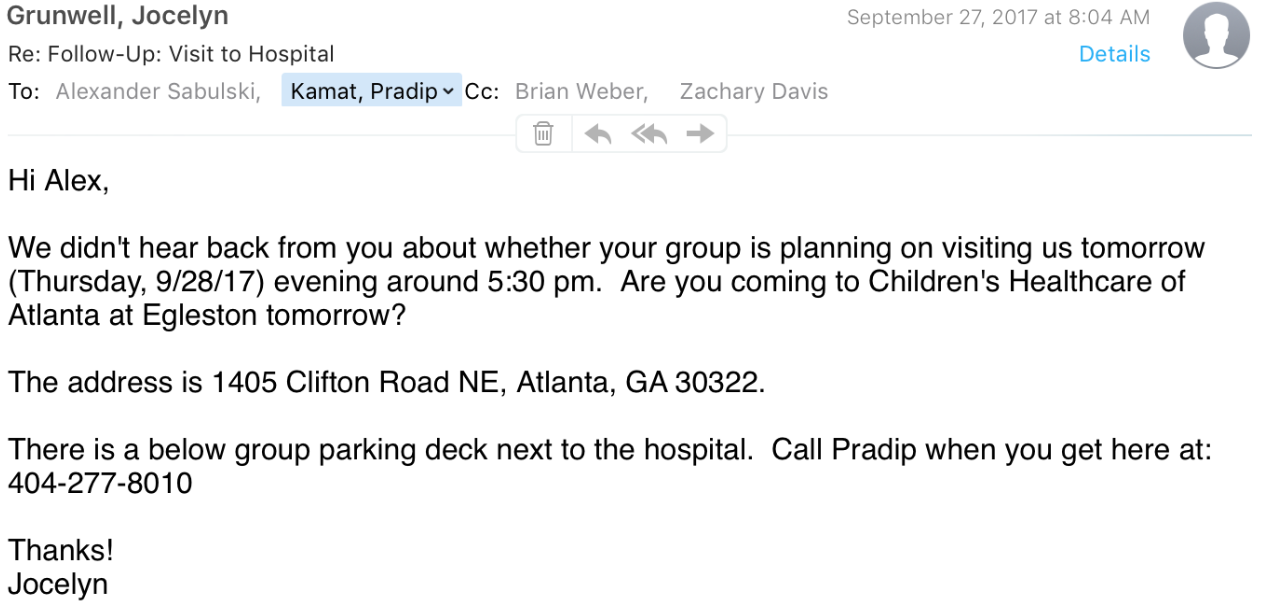 Grunwell, Jocelyn September 27, 2017 at 8:04 AM
Re: Follow-Up: Visit to Hospital Details
To: Alexander Sabulski, Kamat, Pradip Cc: Brian Weber, Zachary Davis
Hi Alex,
We didn't hear back from you about whether your group is planning on visiting us tomorrow
(Thursday, 9/28/17) evening around 5:30 pm.  Are you coming to Children's Healthcare of
Atlanta at Egleston tomorrow?
The address is 1405 Clifton Road NE, Atlanta, GA 30322.
There is a below group parking deck next to the hospital.  Call Pradip when you get here at:
404-277-8010
Thanks!
Jocelyn